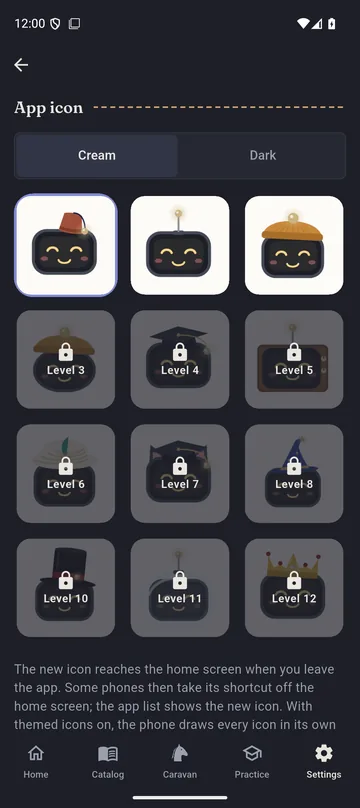 12:00
App icon
Cream Dark
Level 3 Level 4 Level 5
Level 6 Level 7 Level 8
Level 10 Level 11 Level 12
The new icon reaches the home screen when you leave
the app. Some phones then take its shortcut off the
home screen; the app list shows the new icon. With
themed icons on, the phone draws every icon in its own
Home Catalog Caravan Practice Settings